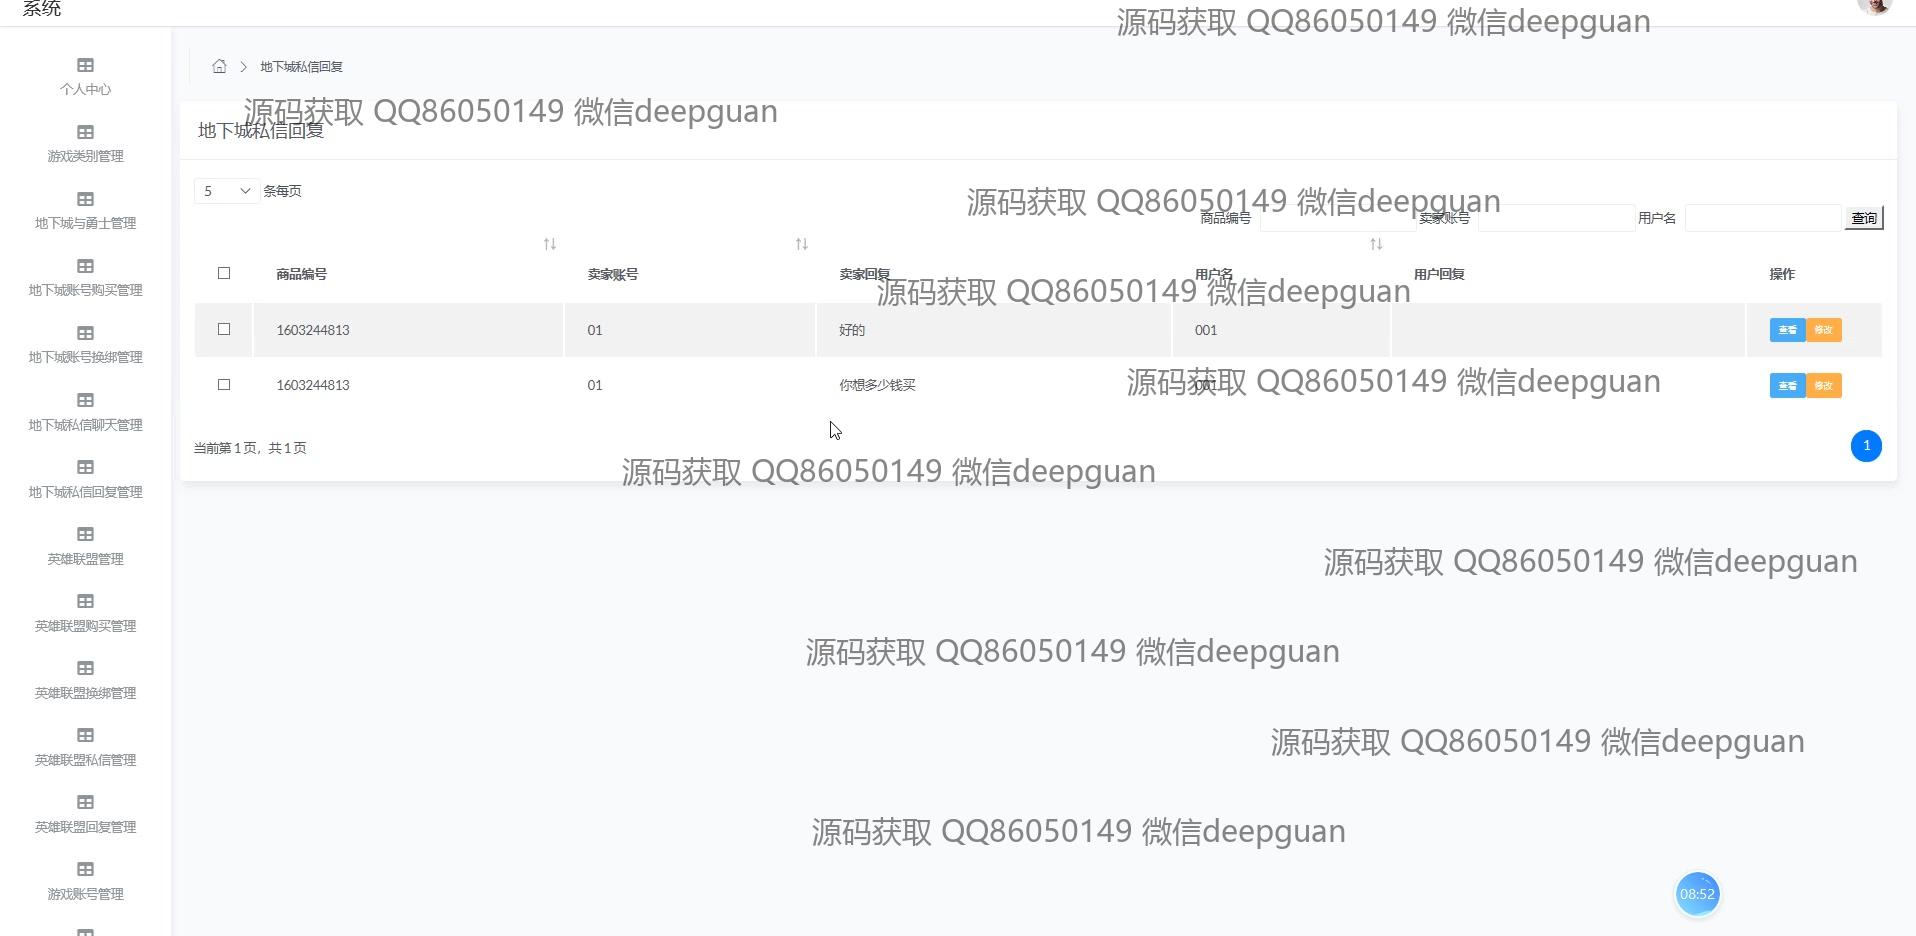 系统
源码获取 QQ86050149 微信deepguan
个人中心
游戏类别管理
地下城与勇士管理
地下城账号购买管理
地下城账号换绑管理
地下城私信聊天管理
地下城私信回复管理
英雄联盟管理
英雄联盟购买管理
英雄联盟换绑管理
英雄联盟私信管理
英雄联盟回复管理
游戏账号管理
地下城私信回复
源码获取 QQ86050149 微信deepguan
地下城私信回复
5 条每页
源码获取 QQ86050149 微信deepguan
商品编号 卖家账号 用户名 查询
商品编号 卖家账号 卖家回复 用户名 用户回复 操作
源码获取 QQ86050149 微信deepguan
1603244813 01 好的 001 查看 修改
1603244813 01 你想多少钱买 001 查看 修改
源码获取 QQ86050149 微信deepguan
当前第1页，共1页 1
源码获取 QQ86050149 微信deepguan
源码获取 QQ86050149 微信deepguan
源码获取 QQ86050149 微信deepguan
源码获取 QQ86050149 微信deepguan
源码获取 QQ86050149 微信deepguan
08:52